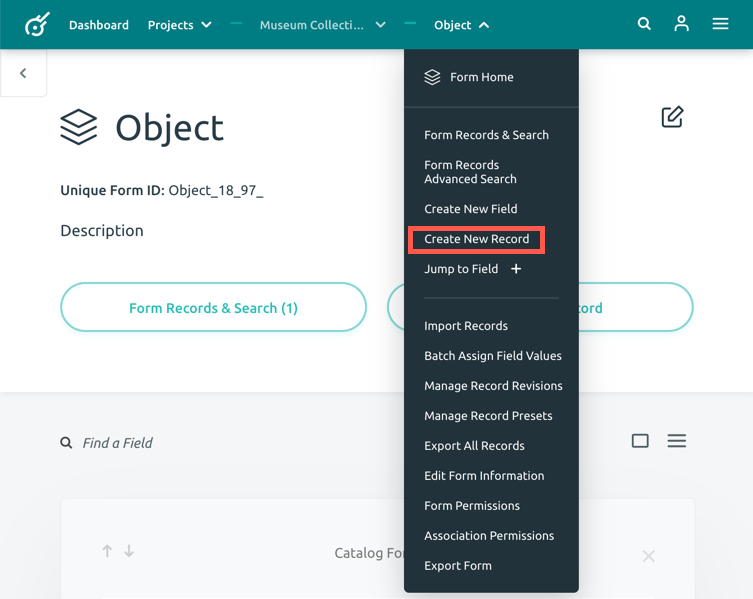 Dashboard Projects Museum Collecti... Object
Form Home
Object
Form Records & Search
Form Records
Advanced Search
Unique Form ID: Object_18_97_
Create New Field
Description
Create New Record
Jump to Field +
Form Records & Search (1)
Import Records
Batch Assign Field Values
Manage Record Revisions
Manage Record Presets
Find a Field
Export All Records
Edit Form Information
Form Permissions
Association Permissions
Catalog
Export Form